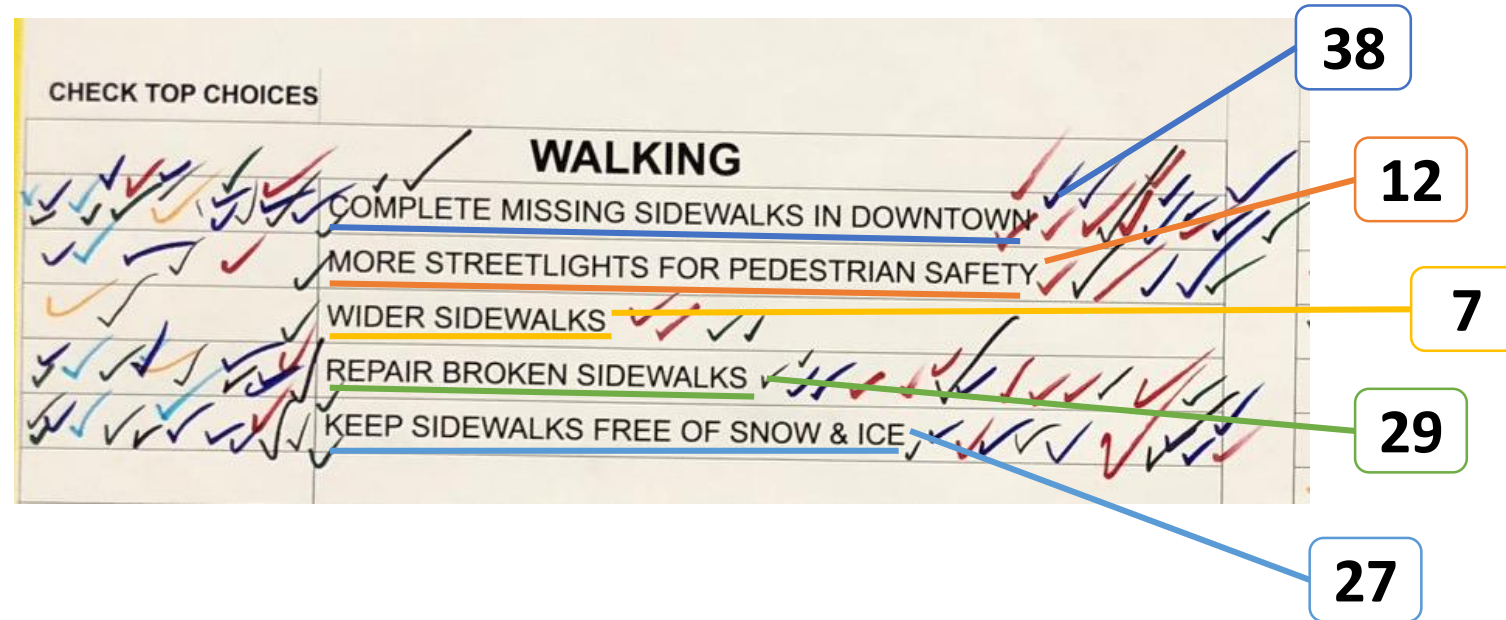 CHECK TOP CHOICES
WALKING
COMPLETE MISSING SIDEWALKS IN DOWNTOWN
38
MORE STREETLIGHTS FOR PEDESTRIAN SAFETY
12
WIDER SIDEWALKS
7
REPAIR BROKEN SIDEWALKS
29
KEEP SIDEWALKS FREE OF SNOW & ICE
27